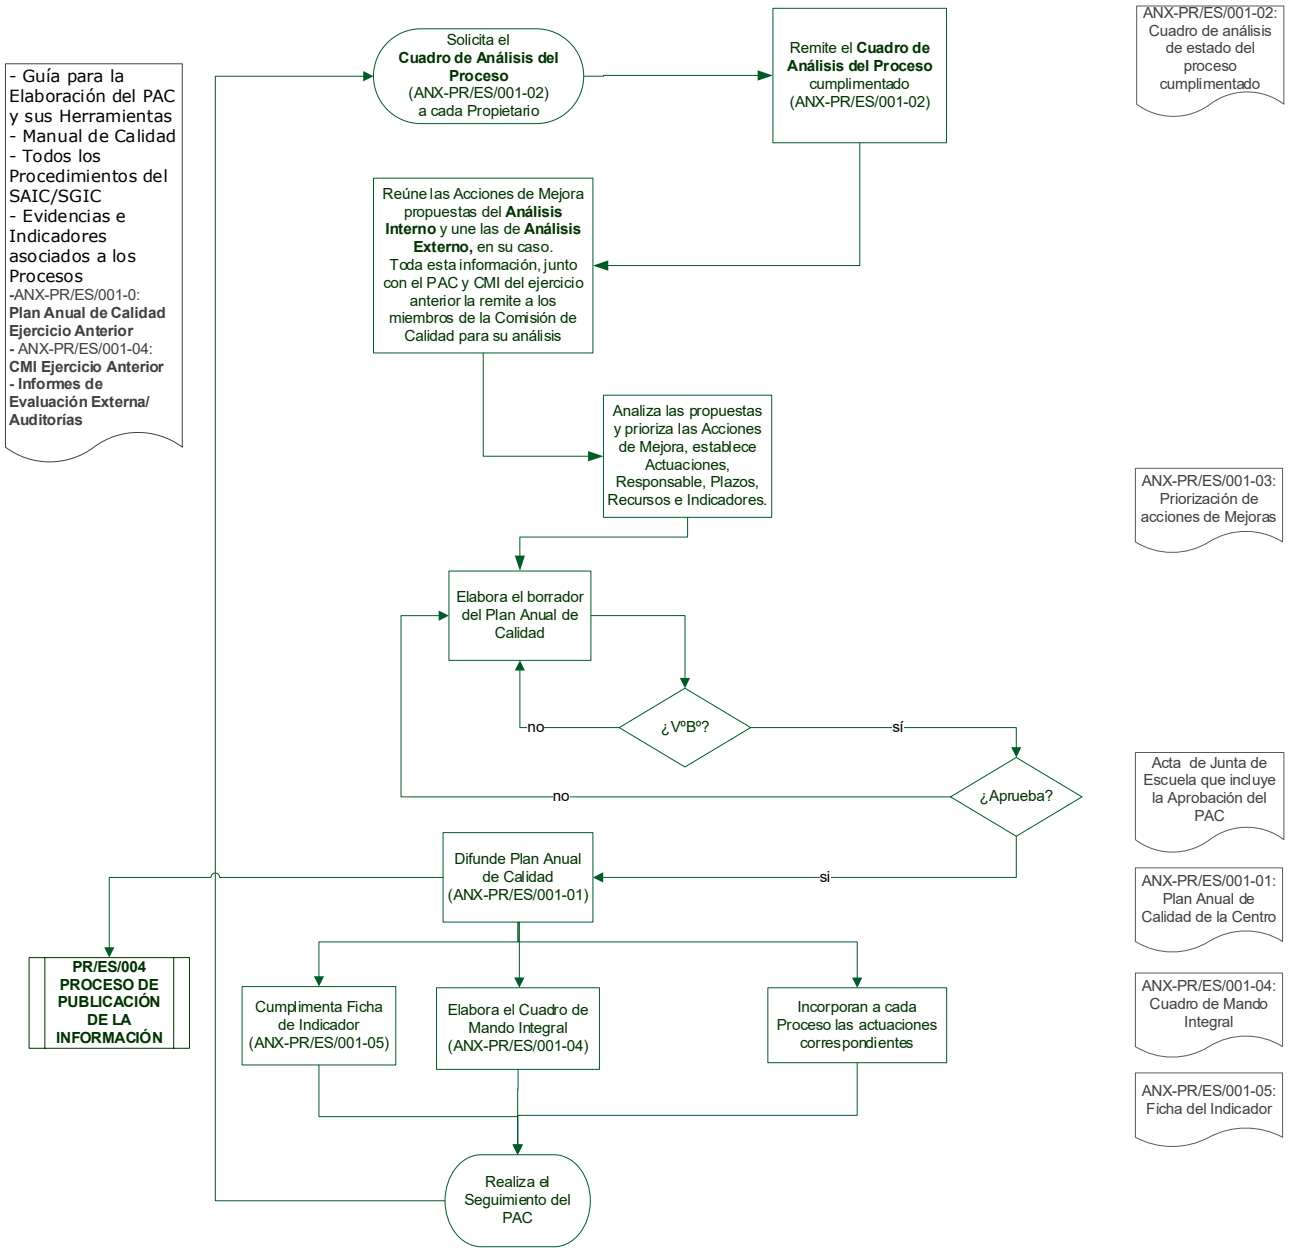 Solicita el
Cuadro de Análisis del
Proceso
(ANX-PR/ES/001-02)
a cada Propietario
Remite el Cuadro de
Análisis del Proceso
cumplimentado
(ANX-PR/ES/001-02)
ANX-PR/ES/001-02:
Cuadro de análisis
de estado del
proceso
cumplimentado
- Guía para la
Elaboración del PAC
y sus Herramientas
- Manual de Calidad
- Todos los
Procedimientos del
SAIC/SGIC
- Evidencias e
Indicadores
asociados a los
Procesos
-ANX-PR/ES/001-0:
Plan Anual de Calidad
Ejercicio Anterior
- ANX-PR/ES/001-04:
CMI Ejercicio Anterior
- Informes de
Evaluación Externa/
Auditorías
Reúne las Acciones de Mejora
propuestas del Análisis
Interno y une las de Análisis
Externo, en su caso.
Toda esta información, junto
con el PAC y CMI del ejercicio
anterior la remite a los
miembros de la Comisión de
Calidad para su análisis
Analiza las propuestas
y prioriza las Acciones
de Mejora, establece
Actuaciones,
Responsable, Plazos,
Recursos e Indicadores.
ANX-PR/ES/001-03:
Priorización de
acciones de Mejoras
Elabora el borrador
del Plan Anual de
Calidad
¿VºBº?
no
sí
¿Aprueba?
no
Acta de Junta de
Escuela que incluye
la Aprobación del
PAC
Difunde Plan Anual
de Calidad
(ANX-PR/ES/001-01)
si
ANX-PR/ES/001-01:
Plan Anual de
Calidad de la Centro
PR/ES/004
PROCESO DE
PUBLICACIÓN
DE LA
INFORMACIÓN
Cumplimenta Ficha
de Indicador
(ANX-PR/ES/001-05)
Elabora el Cuadro de
Mando Integral
(ANX-PR/ES/001-04)
Incorporan a cada
Proceso las actuaciones
correspondientes
ANX-PR/ES/001-04:
Cuadro de Mando
Integral
ANX-PR/ES/001-05:
Ficha del Indicador
Realiza el
Seguimiento del
PAC